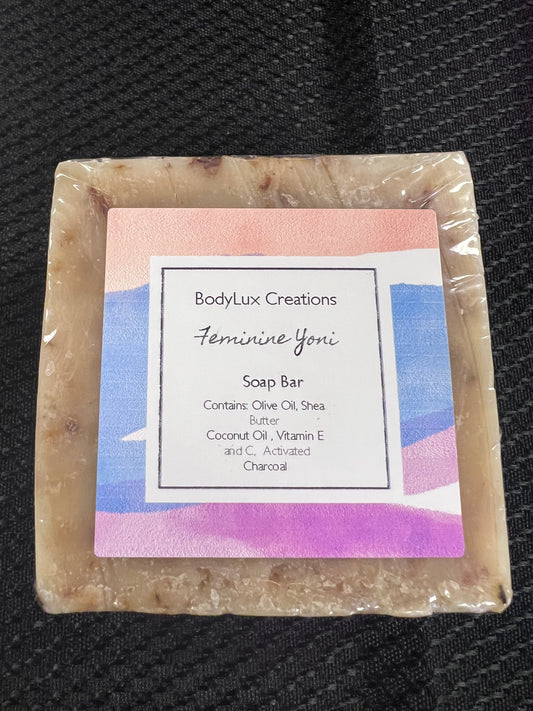 BodyLux Creations
Feminine Yoni
Soap Bar
Contains: Olive Oil, Shea
Butter
Coconut Oil , Vitamin E
and C, Activated
Charcoal